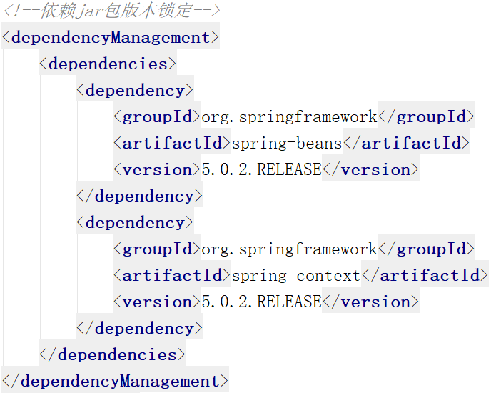 <!--依赖jar包版本锁定-->
<dependencyManagement>
<dependencies>
<dependency>
<groupId>org.springframework</groupId>
<artifactId>spring-beans</artifactId>
<version>5.0.2.RELEASE</version>
</dependency>
<dependency>
<groupId>org.springframework</groupId>
<artifactId>spring context</artifactId>
<version>5.0.2.RELEASE</version>
</dependency>
</dependencies>
</dependencyManagement>